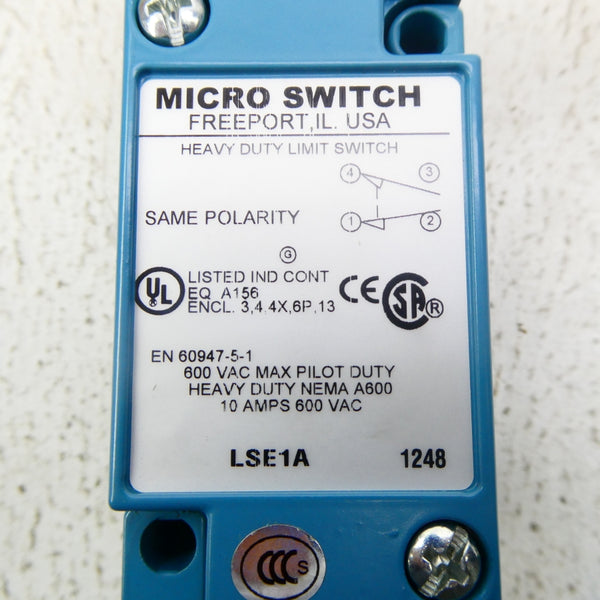 MICRO SWITCH
FREEPORT,IL. USA
HEAVY DUTY LIMIT SWITCH
4 3
SAME POLARITY
1 2
G
UL LISTED IND CONT
EQ A156
ENCL. 3,4,4X,6P,13
CE SA ®
EN 60947-5-1
600 VAC MAX PILOT DUTY
HEAVY DUTY NEMA A600
10 AMPS 600 VAC
LSE1A 1248
CCC S